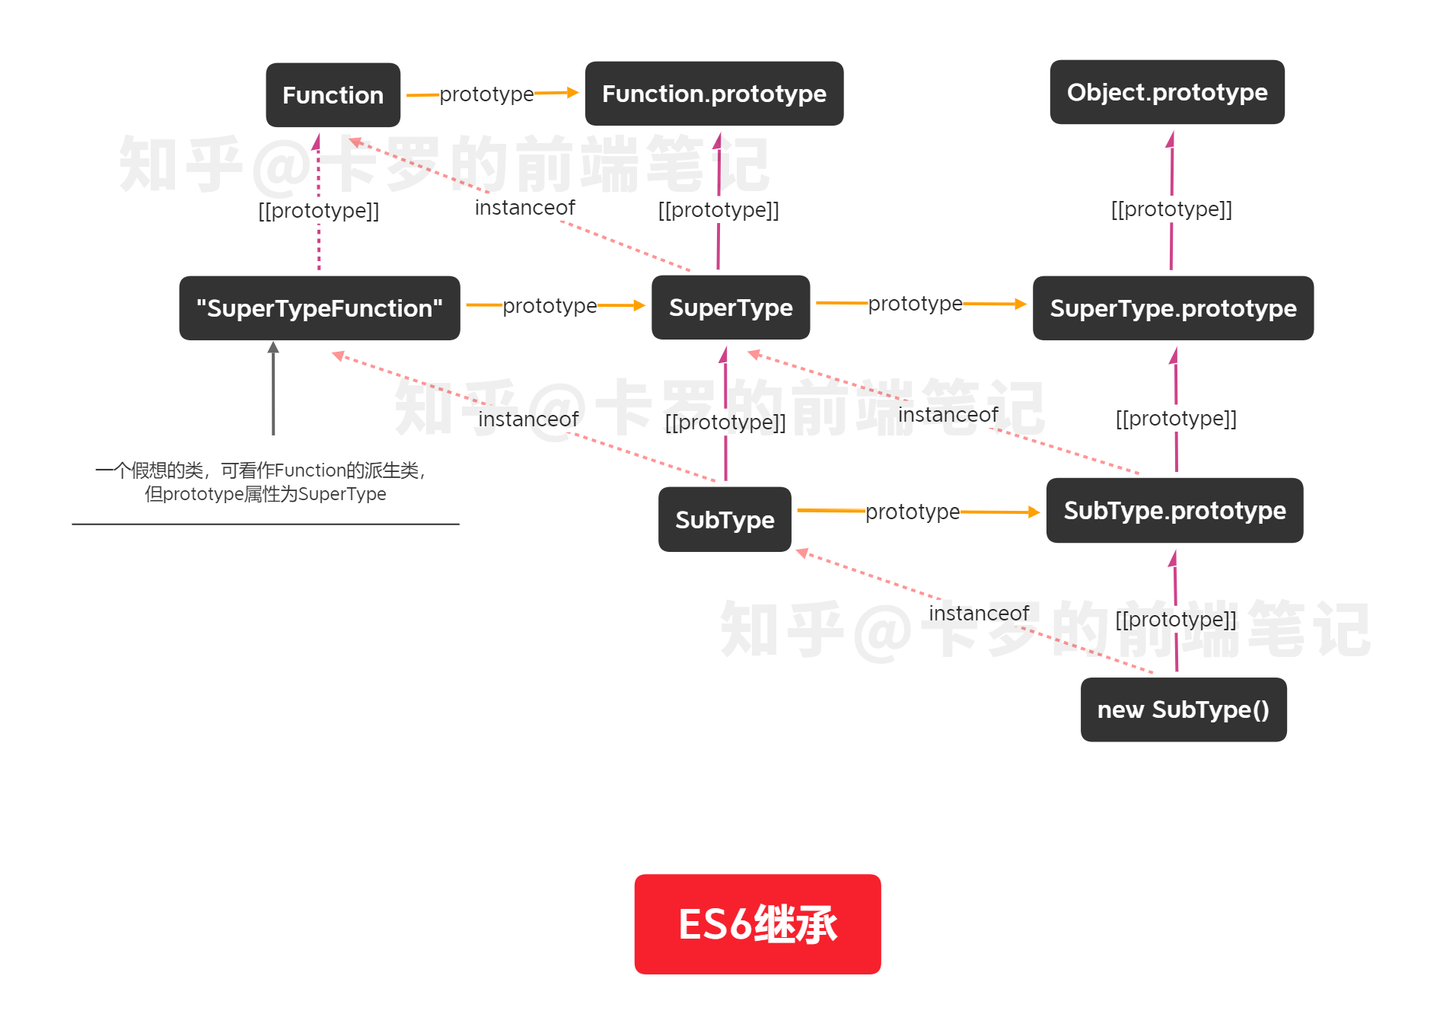 Function
prototype
Function.prototype
Object.prototype
知乎@卡罗的前端笔记
[[prototype]]
instanceof
[[prototype]]
[[prototype]]
"SuperTypeFunction"
prototype
SuperType
prototype
SuperType.prototype
知乎@卡罗的前端笔记
instanceof
[[prototype]]
instanceof
[[prototype]]
一个假想的类，可看作Function的派生类，
但prototype属性为SuperType
SubType
prototype
SubType.prototype
知乎@卡罗的前端笔记
instanceof
[[prototype]]
new SubType()
ES6继承